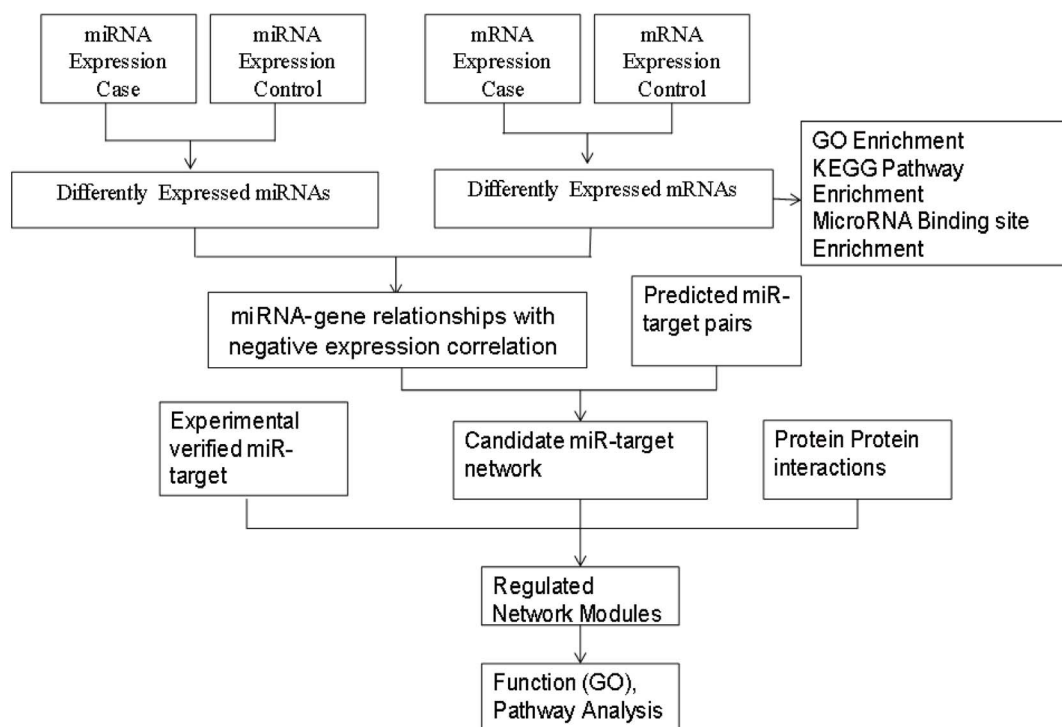 miRNA
Expression
Case
miRNA
Expression
Control
mRNA
Expression
Case
mRNA
Expression
Control
GO Enrichment
KEGG Pathway
Enrichment
MicroRNA Binding site
Enrichment
Differently Expressed miRNAs
Differently Expressed mRNAs
miRNA-gene relationships with
negative expression correlation
Predicted miR-
target pairs
Experimental
verified miR-
target
Candidate miR-target
network
Protein Protein
interactions
Regulated
Network Modules
Function (GO),
Pathway Analysis